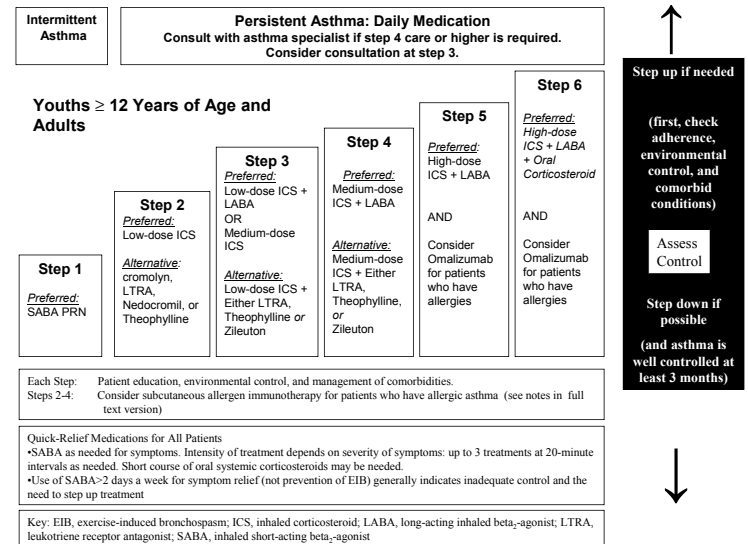 Intermittent
Asthma
Persistent Asthma: Daily Medication
Consult with asthma specialist if step 4 care or higher is required.
Consider consultation at step 3.
Youths ≥ 12 Years of Age and
Adults
Step 1
Preferred:
SABA PRN
Step 2
Preferred:
Low-dose ICS
Alternative:
cromolyn,
LTRA,
Nedocromil, or
Theophylline
Step 3
Preferred:
Low-dose ICS +
LABA
OR
Medium-dose
ICS
Alternative:
Low-dose ICS +
Either LTRA,
Theophylline or
Zileuton
Step 4
Preferred:
Medium-dose
ICS + LABA
Alternative:
Medium-dose
ICS + Either
LTRA,
Theophylline,
or
Zileuton
Step 5
Preferred:
High-dose
ICS + LABA
AND
Consider
Omalizumab
for patients
who have
allergies
Step 6
Preferred:
High-dose
ICS + LABA
+ Oral
Corticosteroid
AND
Consider
Omalizumab
for patients
who have
allergies
Step up if needed
(first, check
adherence,
environmental
control, and
comorbid
conditions)
Assess
Control
Step down if
possible
(and asthma is
well controlled at
least 3 months)
Each Step: Patient education, environmental control, and management of comorbidities.
Steps 2-4: Consider subcutaneous allergen immunotherapy for patients who have allergic asthma (see notes in full
text version)
Quick-Relief Medications for All Patients
•SABA as needed for symptoms. Intensity of treatment depends on severity of symptoms: up to 3 treatments at 20-minute
intervals as needed. Short course of oral systemic corticosteroids may be needed.
•Use of SABA>2 days a week for symptom relief (not prevention of EIB) generally indicates inadequate control and the
need to step up treatment
Key: EIB, exercise-induced bronchospasm; ICS, inhaled corticosteroid; LABA, long-acting inhaled beta₂-agonist; LTRA,
leukotriene receptor antagonist; SABA, inhaled short-acting beta₂-agonist